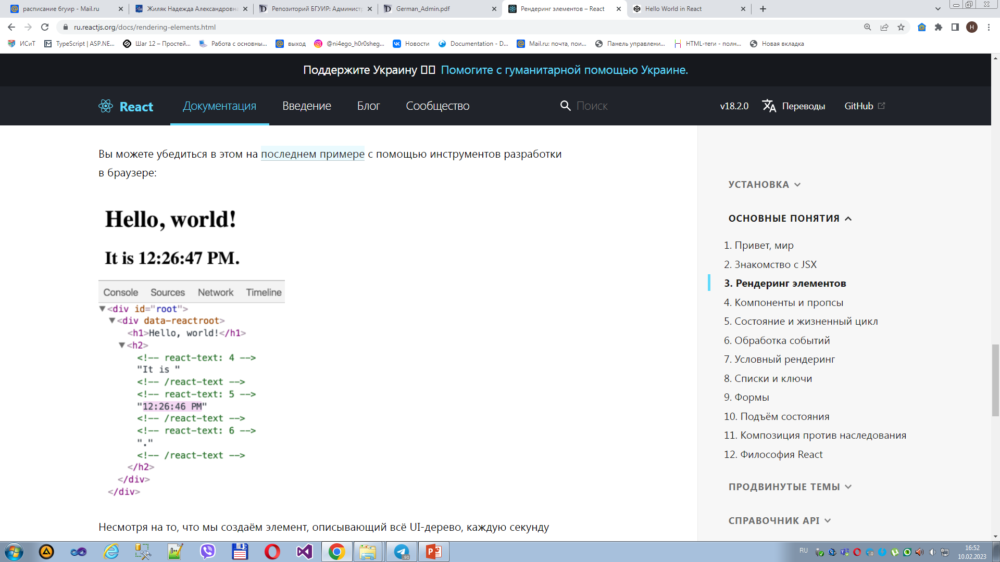 расписание бгуир - Mail.ru
Жиляк Надежда Александровна
Репозиторий БГУИР: Админист
German_Admin.pdf
Рендеринг элементов – React
Hello World in React
ru.reactjs.org/docs/rendering-elements.html
H
ИСиТ
TypeScript | ASP.NE...
Шаг 12 – Простей...
Работа с основны...
выход
@ni4ego_h0r0sheg...
Новости
Documentation - D...
Mail.ru: почта, пои...
Панель управлени...
HTML-теги - полн...
Новая вкладка
Поддержите Украину Помогите с гуманитарной помощью Украине.
React
Документация
Введение
Блог
Сообщество
Поиск
v18.2.0
Переводы
GitHub
Вы можете убедиться в этом на последнем примере с помощью инструментов разработки
в браузере:
Hello, world!
It is 12:26:47 PM.
Console Sources Network Timeline
<div id="root">
<div data-reactroot>
<h1>Hello, world!</h1>
<h2>
<!-- react-text: 4 -->
"It is "
<!-- /react-text -->
<!-- react-text: 5 -->
"12:26:46 PM"
<!-- /react-text -->
<!-- react-text: 6 -->
"."
<!-- /react-text -->
</h2>
</div>
</div>
Несмотря на то, что мы создаём элемент, описывающий всё UI-дерево, каждую секунду
УСТАНОВКА
ОСНОВНЫЕ ПОНЯТИЯ
1. Привет, мир
2. Знакомство с JSX
3. Рендеринг элементов
4. Компоненты и пропсы
5. Состояние и жизненный цикл
6. Обработка событий
7. Условный рендеринг
8. Списки и ключи
9. Формы
10. Подъём состояния
11. Композиция против наследования
12. Философия React
ПРОДВИНУТЫЕ ТЕМЫ
СПРАВОЧНИК API
RU
16:52
10.02.2023